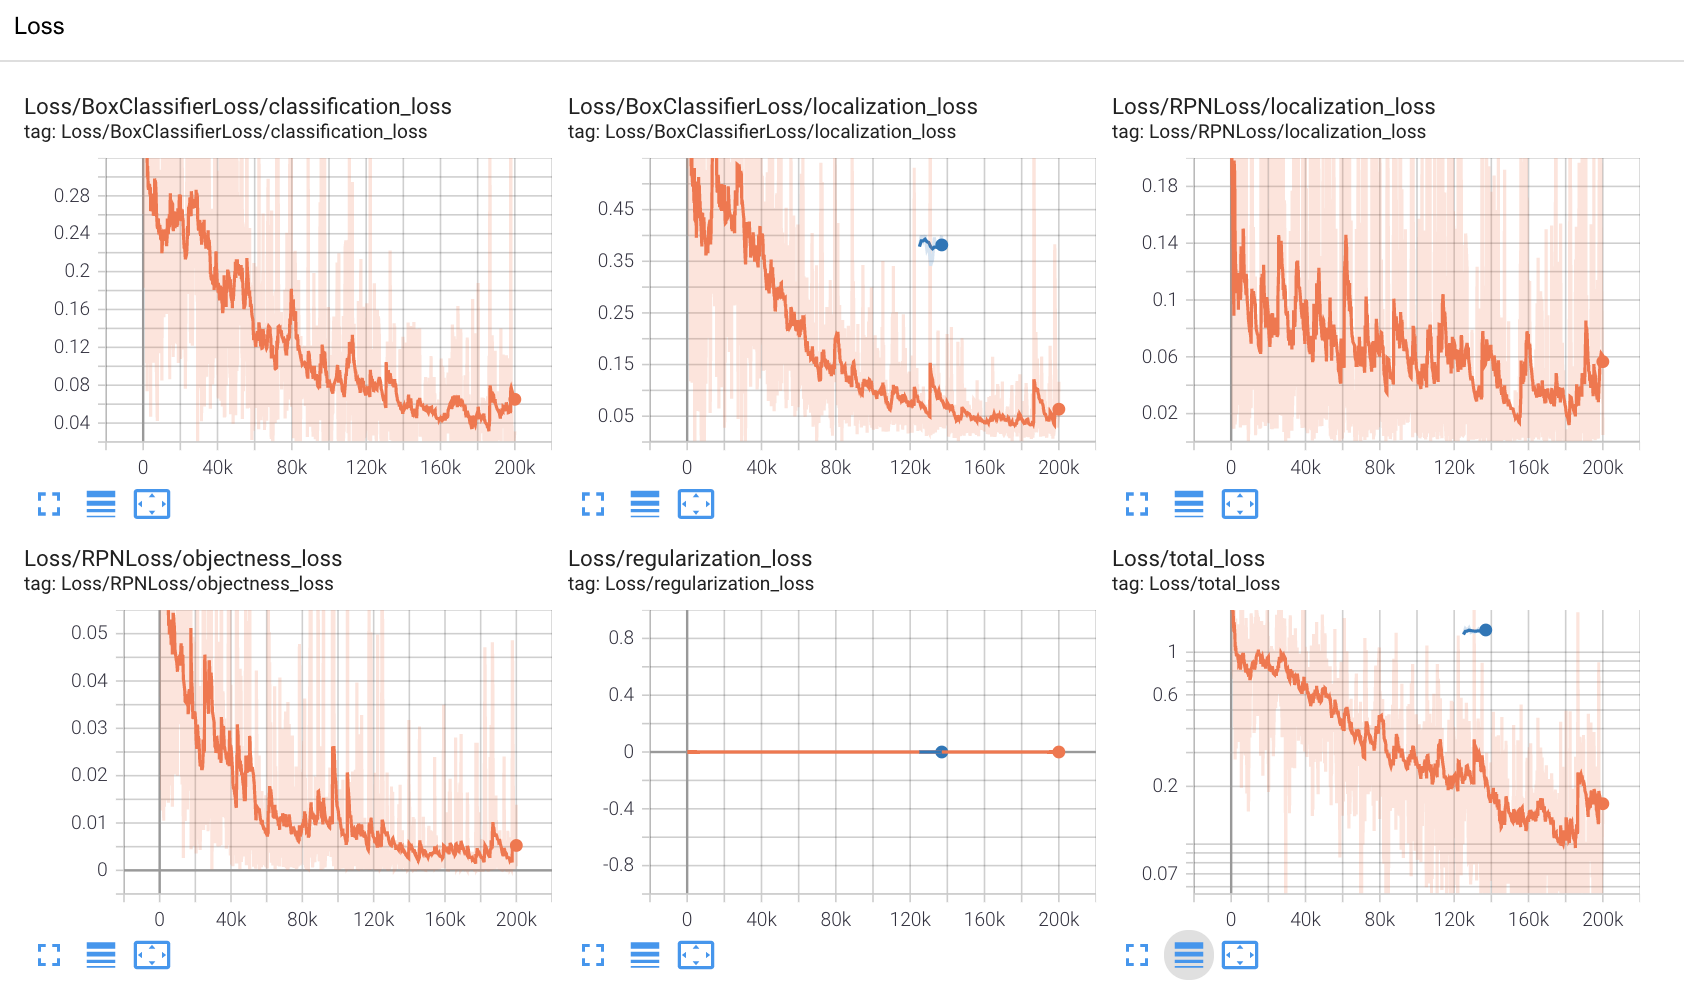 Loss
Loss/BoxClassifierLoss/classification_loss
tag: Loss/BoxClassifierLoss/classification_loss
0.28
0.24
0.2
0.16
0.12
0.08
0.04
0 40k 80k 120k 160k 200k
Loss/BoxClassifierLoss/localization_loss
tag: Loss/BoxClassifierLoss/localization_loss
0.45
0.35
0.25
0.15
0.05
0 40k 80k 120k 160k 200k
Loss/RPNLoss/localization_loss
tag: Loss/RPNLoss/localization_loss
0.18
0.14
0.1
0.06
0.02
0 40k 80k 120k 160k 200k
Loss/RPNLoss/objectness_loss
tag: Loss/RPNLoss/objectness_loss
0.05
0.04
0.03
0.02
0.01
0
0 40k 80k 120k 160k 200k
Loss/regularization_loss
tag: Loss/regularization_loss
0.8
0.4
0
-0.4
-0.8
0 40k 80k 120k 160k 200k
Loss/total_loss
tag: Loss/total_loss
1
0.6
0.2
0.07
0 40k 80k 120k 160k 200k